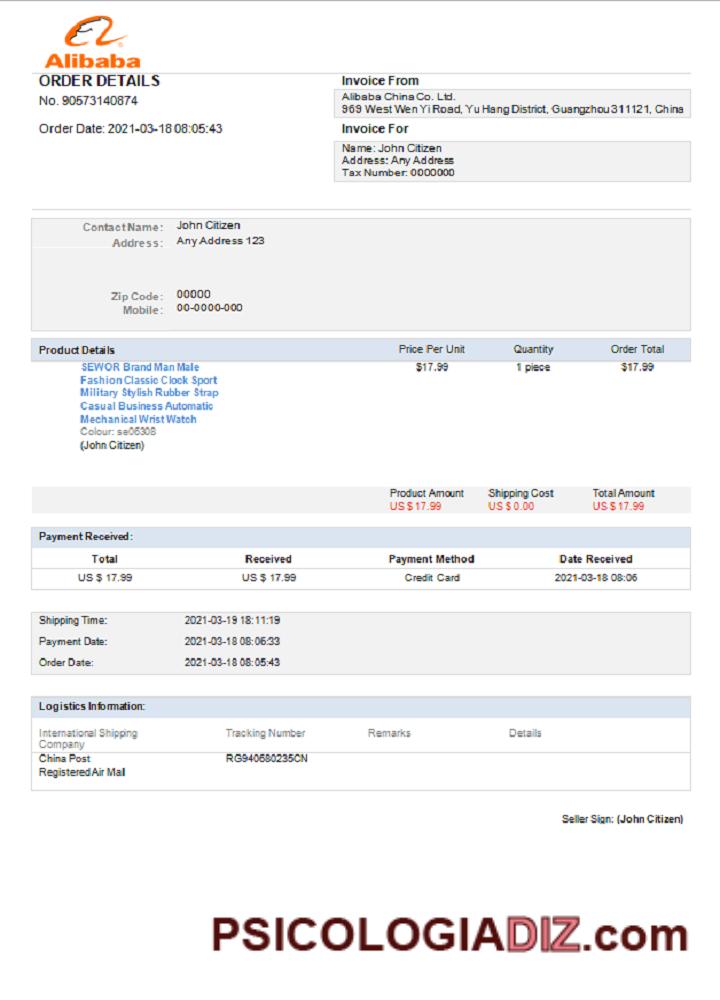 Alibaba
ORDER DETAILS
No. 90573140874
Order Date: 2021-03-18 08:05:43
Invoice From
Alibaba China Co. Ltd.
969 West Wen Yi Road, Yu Hang District, Guangzhou 311121, China
Invoice For
Name: John Citizen
Address: Any Address
Tax Number: 0000000
Contact Name: John Citizen
Address: Any Address 123
Zip Code: 00000
Mobile: 00-0000-000
Product Details Price Per Unit Quantity Order Total
SEWOR Brand Man Male $17.99 1 piece $17.99
Fashion Classic Clock Sport
Military Stylish Rubber Strap
Casual Business Automatic
Mechanical Wrist Watch
Colour: se06308
(John Citizen)
Product Amount Shipping Cost Total Amount
US $ 17.99 US $ 0.00 US $ 17.99
Payment Received:
Total Received Payment Method Date Received
US $ 17.99 US $ 17.99 Credit Card 2021-03-18 08:06
Shipping Time: 2021-03-19 18:11:19
Payment Date: 2021-03-18 08:06:33
Order Date: 2021-03-18 08:05:43
Logistics Information:
International Shipping Tracking Number Remarks Details
Company
China Post RG940680235CN
Registered Air Mail
Seller Sign: (John Citizen)
PSICOLOGIADIZ.com